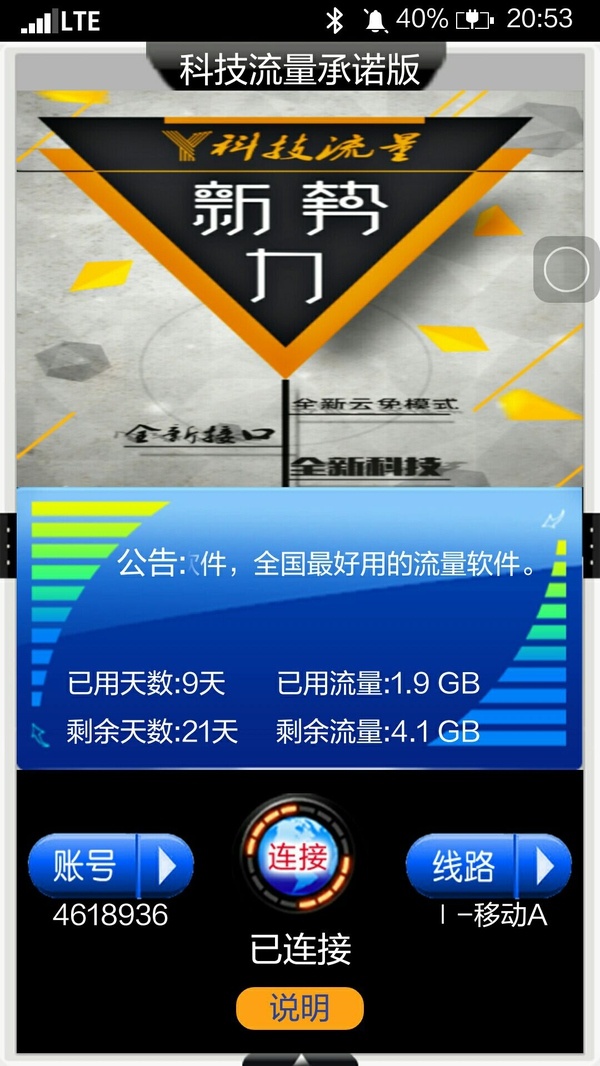 LTE 40% 20:53
科技流量承诺版
科技流量
新势
力
全新云免模式
全新接口
全新科技
公告:软件，全国最好用的流量软件。
已用天数:9天 已用流量:1.9 GB
剩余天数:21天 剩余流量:4.1 GB
账号 连接 线路
4618936 丨-移动A
已连接
说明